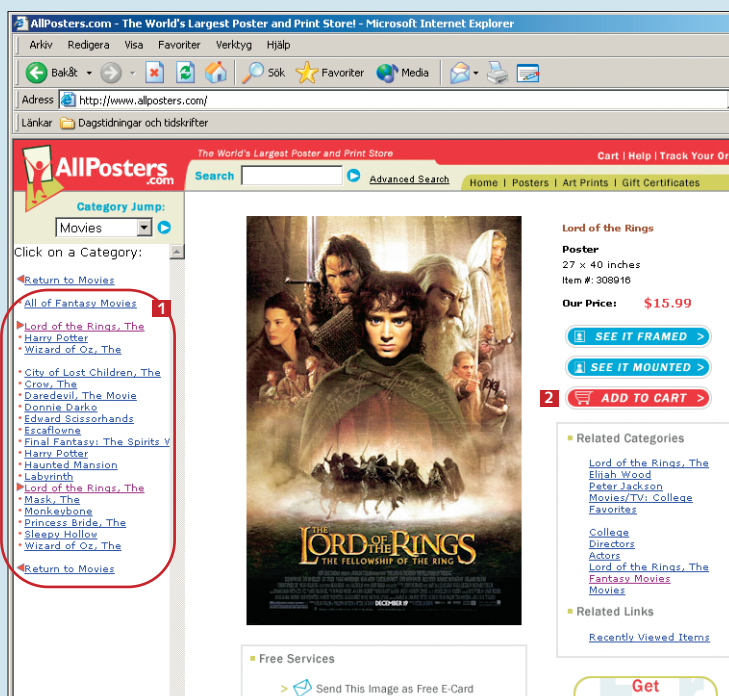 AllPosters.com - The World's Largest Poster and Print Store! - Microsoft Internet Explorer
Arkiv Redigera Visa Favoriter Verktyg Hjälp
Bakåt Sök Favoriter Media
Adress http://www.allposters.com/
Länkar Dagstidningar och tidskrifter
AllPosters.com
The World's Largest Poster and Print Store
Cart | Help | Track Your Or
Search Advanced Search
Home | Posters | Art Prints | Gift Certificates
Category Jump:
Movies
Click on a Category:
Return to Movies
All of Fantasy Movies 1
Lord of the Rings, The
Harry Potter
Wizard of Oz, The
City of Lost Children, The
Crow, The
Daredevil, The Movie
Donnie Darko
Edward Scissorhands
Escaflowne
Final Fantasy: The Spirits W
Harry Potter
Haunted Mansion
Labyrinth
Lord of the Rings, The
Mask, The
Monkeybone
Princess Bride, The
Sleepy Hollow
Wizard of Oz, The
Return to Movies
THE LORD OF THE RINGS
THE FELLOWSHIP OF THE RING
DECEMBER 19
Free Services
> Send This Image as Free E-Card
Lord of the Rings
Poster
27 x 40 inches
Item #: 308916
Our Price: $15.99
SEE IT FRAMED >
SEE IT MOUNTED >
2 ADD TO CART >
Related Categories
Lord of the Rings, The
Elijah Wood
Peter Jackson
Movies/TV: College
Favorites
College
Directors
Actors
Lord of the Rings, The
Fantasy Movies
Movies
Related Links
Recently Viewed Items
Get